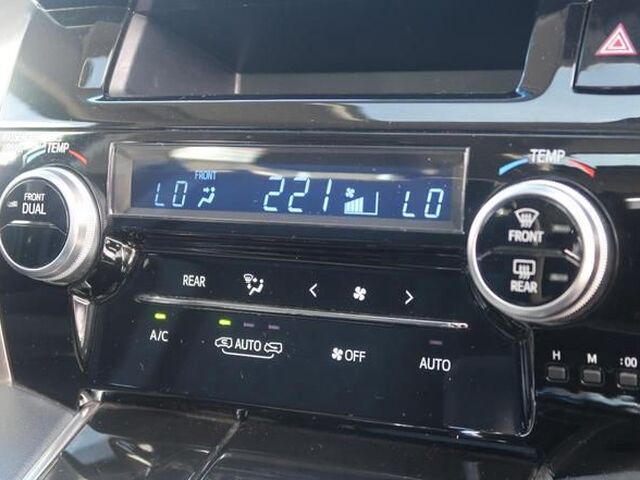 TEMP
FRONT
DUAL
FRONT
LO 221 LO
TEMP
FRONT
REAR
REAR
A/C
AUTO
OFF
AUTO
H M :00